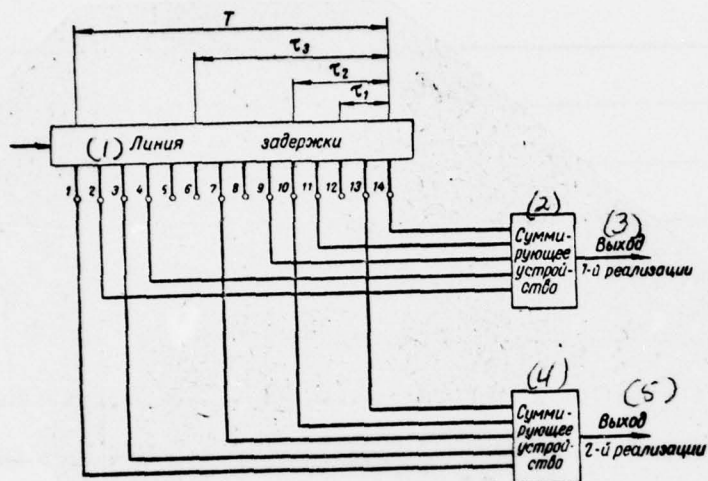 T
τ₃
τ₂
τ₁
(1) Линия задержки
1 2 3 4 5 6 7 8 9 10 11 12 13 14
(2)
Сумми-
рующее
устрой-
ство
(3)
Выход
1-й реализации
(4)
Сумми-
рующее
устрой-
ство
(5)
Выход
2-й реализации